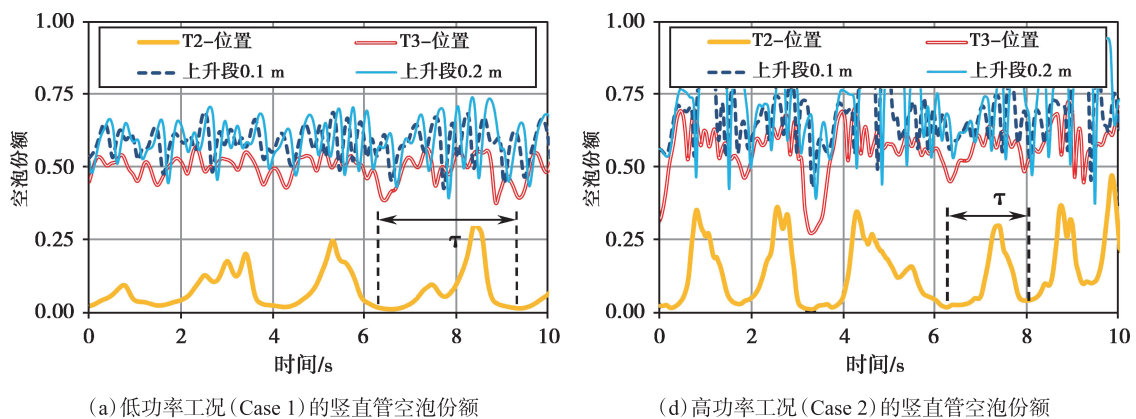 1.00
0.75
0.50
0.25
0.00
空泡份额
T2-位置
T3-位置
上升段0.1 m
上升段0.2 m
τ
0 2 4 6 8 10
时间/s
(a)低功率工况(Case 1)的竖直管空泡份额
1.00
0.75
0.50
0.25
0.00
空泡份额
T2-位置
T3-位置
上升段0.1 m
上升段0.2 m
τ
0 2 4 6 8 10
时间/s
(d)高功率工况(Case 2)的竖直管空泡份额